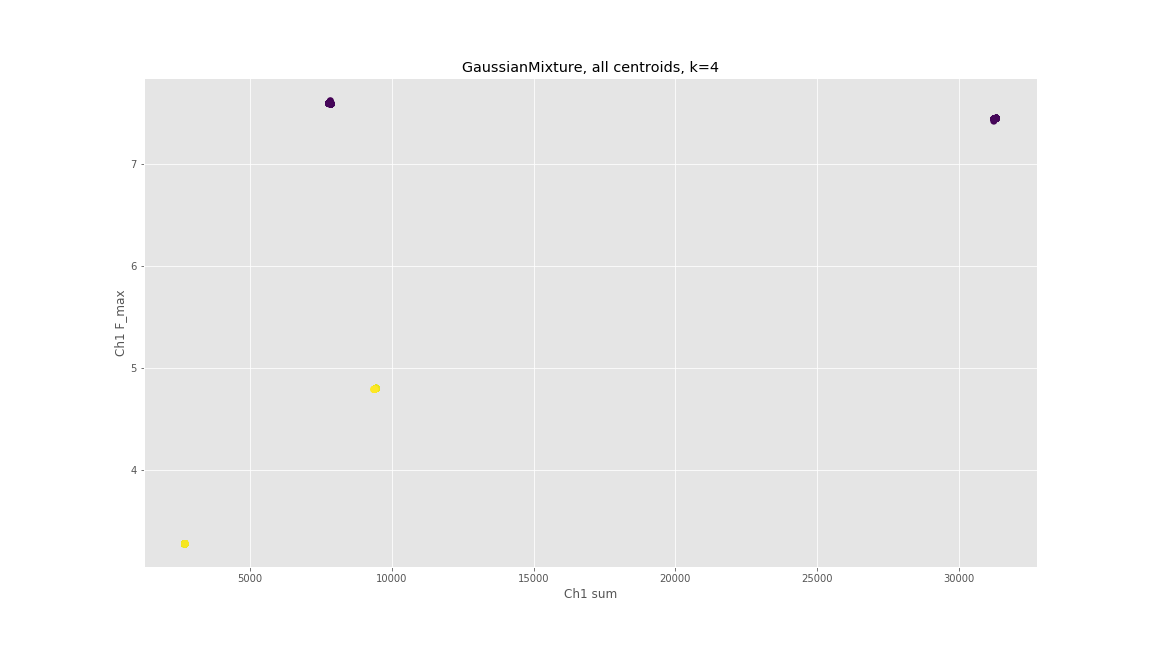 GaussianMixture, all centroids, k=4
7
6
5
4
Ch1 F_max
5000 10000 15000 20000 25000 30000
Ch1 sum